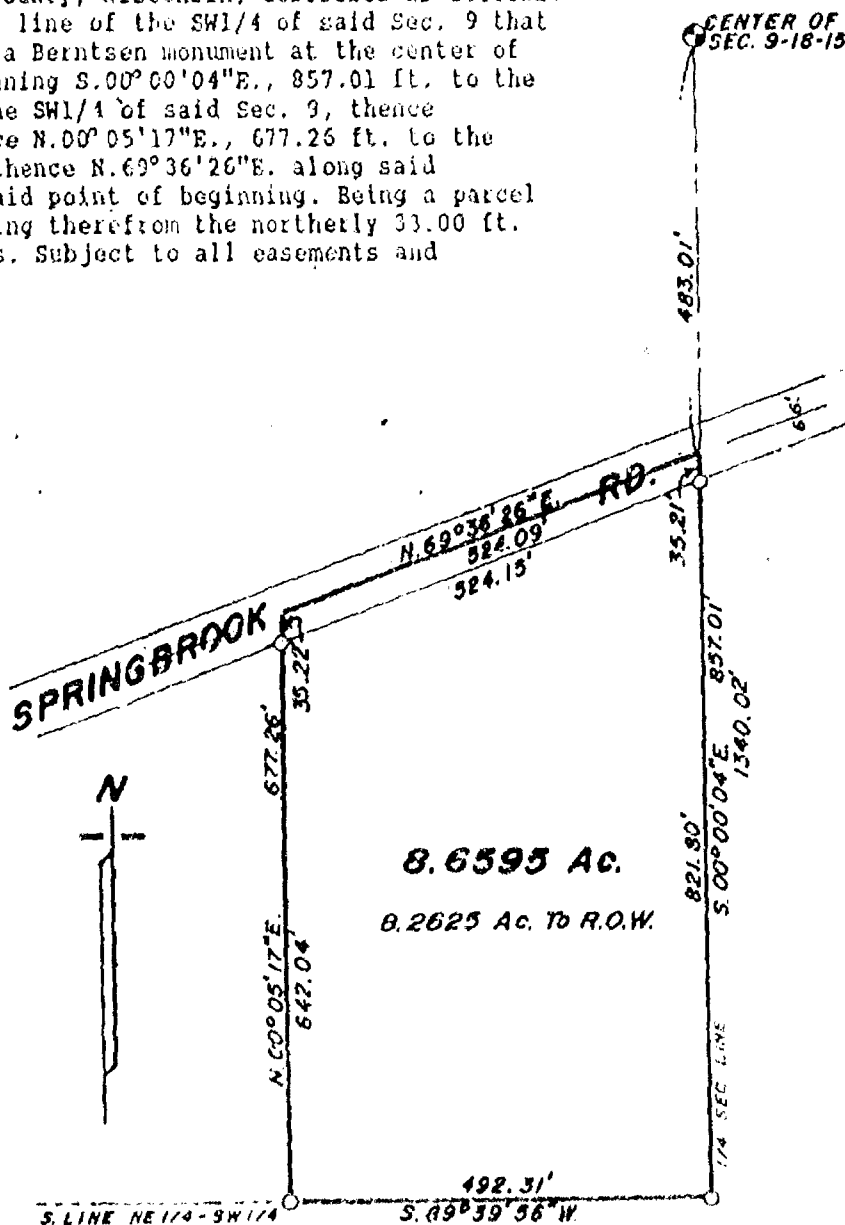 line of the SW1/4 of said Sec. 9 that
a Berntsen monument at the center of
ning S.00°00'04"E., 857.01 ft. to the
e SW1/4 of said Sec. 9, thence
e N.00°05'17"E., 677.26 ft. to the
thence N.69°36'26"E. along said
aid point of beginning. Being a parcel
ing therefrom the northerly 33.00 ft.
s. Subject to all easements and
CENTER OF
SEC. 9-18-15
483.01'
66'
SPRINGBROOK RD.
N.69°36'26"E.
524.09'
524.15'
35.21'
35.22'
857.01'
1340.02'
S.00°00'04"E.
821.80'
677.26'
N.00°05'17"E.
642.04'
N
8.6595 Ac.
8.2625 Ac. To R.O.W.
1/4 SEC LINE
492.31'
S.89°39'56"W.
S. LINE NE1/4-SW1/4